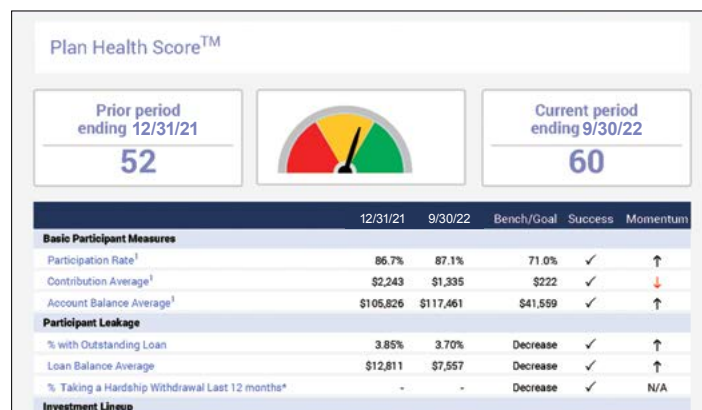 Plan Health Score™
Prior period
ending 12/31/21
52
Current period
ending 9/30/22
60
12/31/21 9/30/22 Bench/Goal Success Momentum
Basic Participant Measures
Participation Rate¹ 86.7% 87.1% 71.0% ✓ ↑
Contribution Average¹ $2,243 $1,335 $222 ✓ ↓
Account Balance Average¹ $105,826 $117,461 $41,559 ✓ ↑
Participant Leakage
% with Outstanding Loan 3.85% 3.70% Decrease ✓ ↑
Loan Balance Average $12,811 $7,557 Decrease ✓ ↑
% Taking a Hardship Withdrawal Last 12 months* - - Decrease ✓ N/A
Investment Lineup